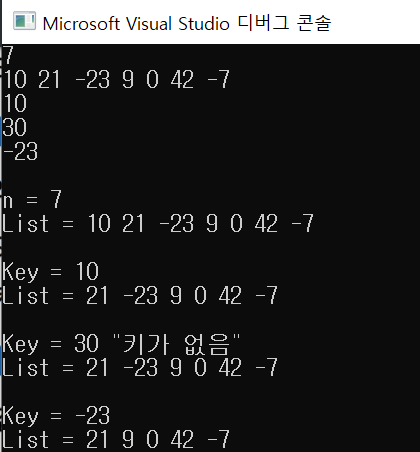 Microsoft Visual Studio 디버그 콘솔
7
10 21 -23 9 0 42 -7
10
30
-23
n = 7
List = 10 21 -23 9 0 42 -7
Key = 10
List = 21 -23 9 0 42 -7
Key = 30 "키가 없음"
List = 21 -23 9 0 42 -7
Key = -23
List = 21 9 0 42 -7